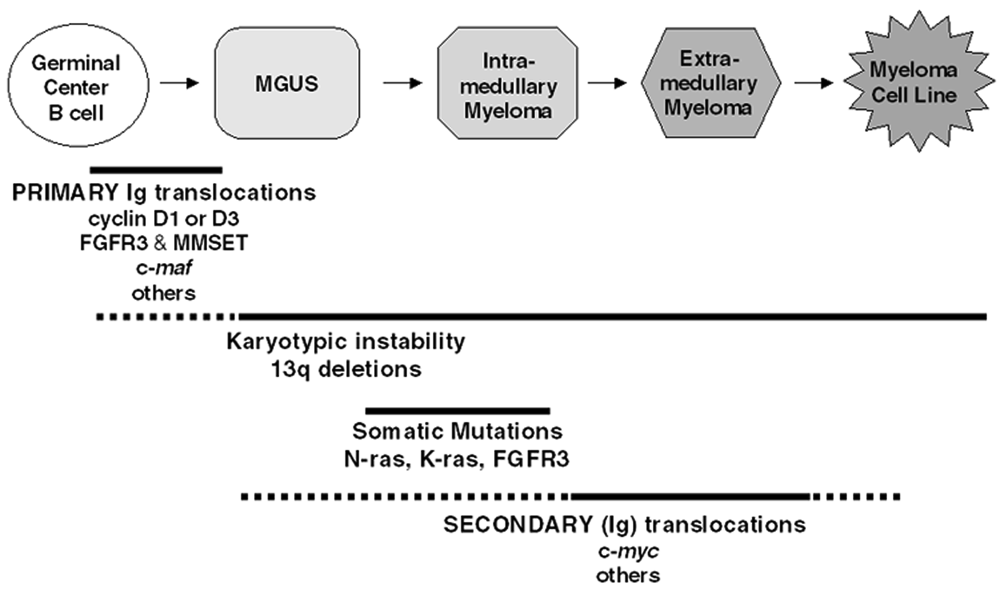 Germinal
Center
B cell
MGUS
Intra-
medullary
Myeloma
Extra-
medullary
Myeloma
Myeloma
Cell Line
PRIMARY Ig translocations
cyclin D1 or D3
FGFR3 & MMSET
c-maf
others
Karyotypic instability
13q deletions
Somatic Mutations
N-ras, K-ras, FGFR3
SECONDARY (Ig) translocations
c-myc
others